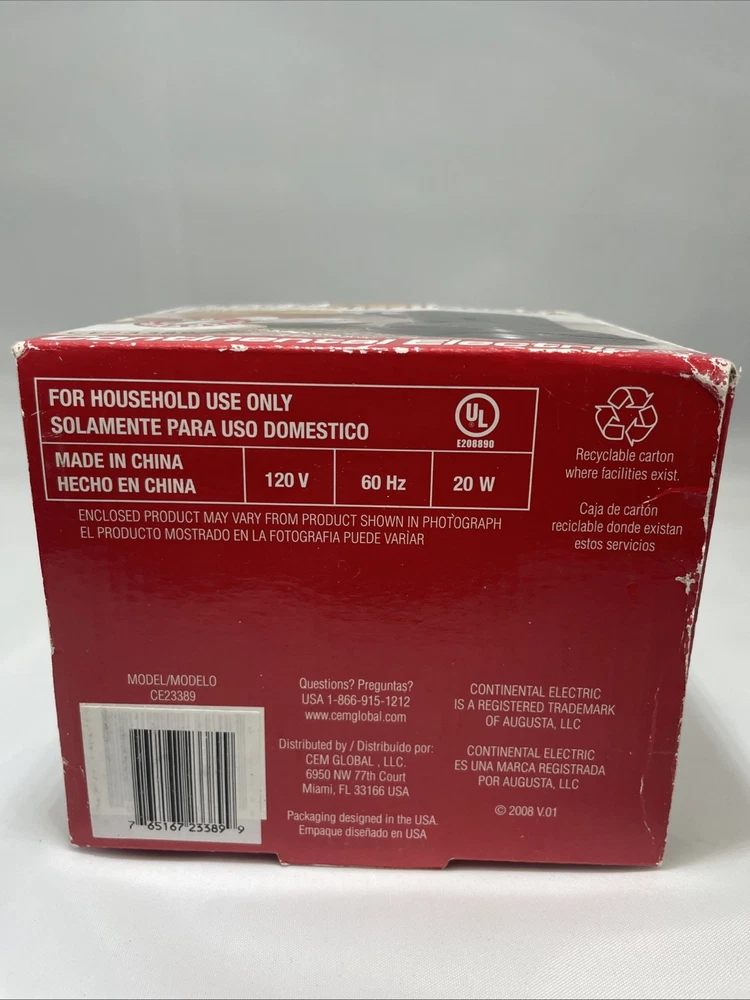 FOR HOUSEHOLD USE ONLY
SOLAMENTE PARA USO DOMESTICO
UL
E208890
MADE IN CHINA
HECHO EN CHINA
120 V
60 Hz
20 W
ENCLOSED PRODUCT MAY VARY FROM PRODUCT SHOWN IN PHOTOGRAPH
EL PRODUCTO MOSTRADO EN LA FOTOGRAFIA PUEDE VARÍAR
Recyclable carton
where facilities exist.
Caja de cartón
reciclable donde existan
estos servicios
MODEL/MODELO
CE23389
7 65167 23389 9
Questions? Preguntas?
USA 1-866-915-1212
www.cemglobal.com
Distributed by / Distribuido por:
CEM GLOBAL , LLC.
6950 NW 77th Court
Miami, FL 33166 USA
Packaging designed in the USA.
Empaque diseñado en USA
CONTINENTAL ELECTRIC
IS A REGISTERED TRADEMARK
OF AUGUSTA, LLC
CONTINENTAL ELECTRIC
ES UNA MARCA REGISTRADA
POR AUGUSTA, LLC
© 2008 V.01